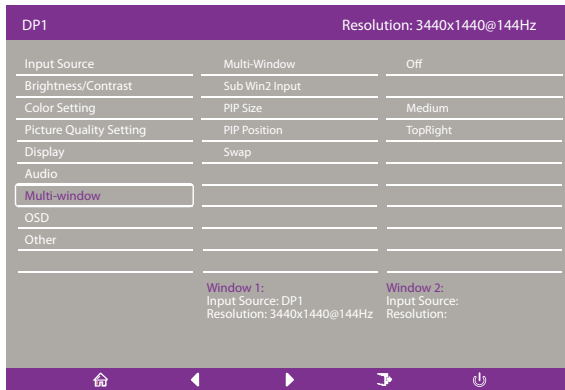 DP1 Resolution: 3440x1440@144Hz
Input Source Multi-Window Off
Brightness/Contrast Sub Win2 Input
Color Setting PIP Size Medium
Picture Quality Setting PIP Position TopRight
Display Swap
Audio
Multi-window
OSD
Other
Window 1: Window 2:
Input Source: DP1 Input Source:
Resolution: 3440x1440@144Hz Resolution: